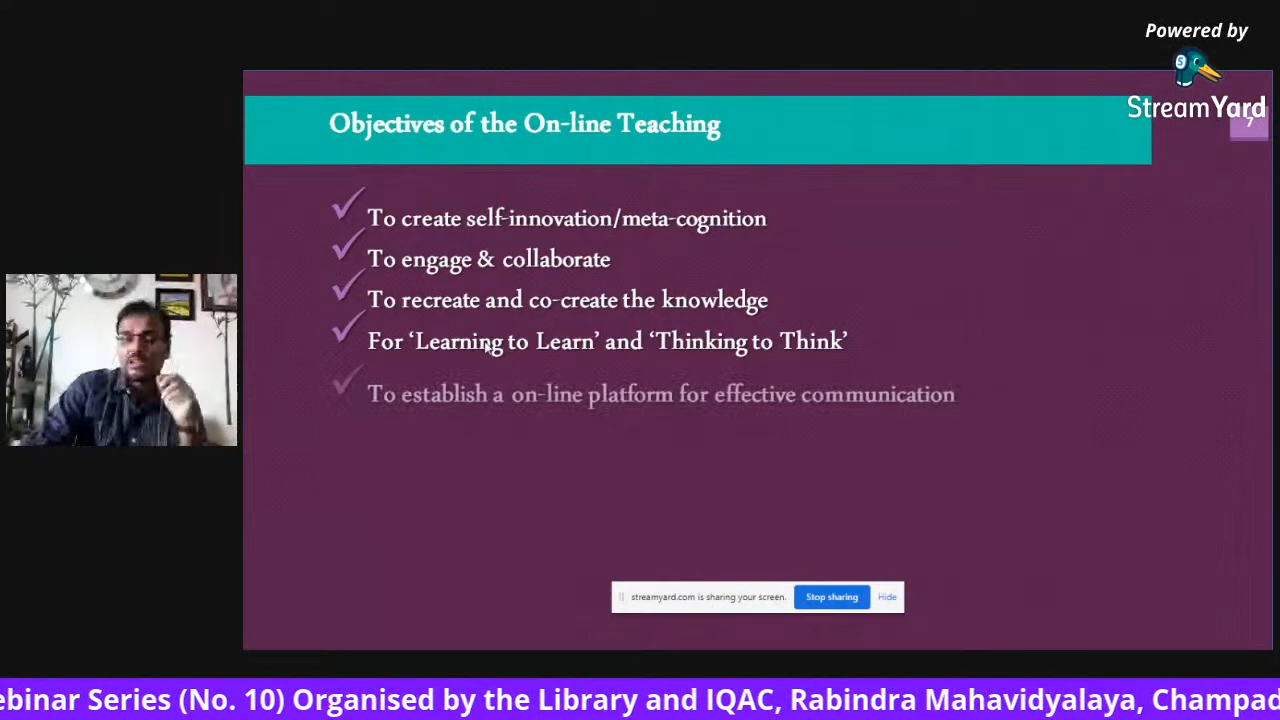 Powered by
StreamYard
7
Objectives of the On-line Teaching
To create self-innovation/meta-cognition
To engage & collaborate
To recreate and co-create the knowledge
For ‘Learning to Learn’ and ‘Thinking to Think’
To establish a on-line platform for effective communication
streamyard.com is sharing your screen. Stop sharing Hide
ebinar Series (No. 10) Organised by the Library and IQAC, Rabindra Mahavidyalaya, Champad